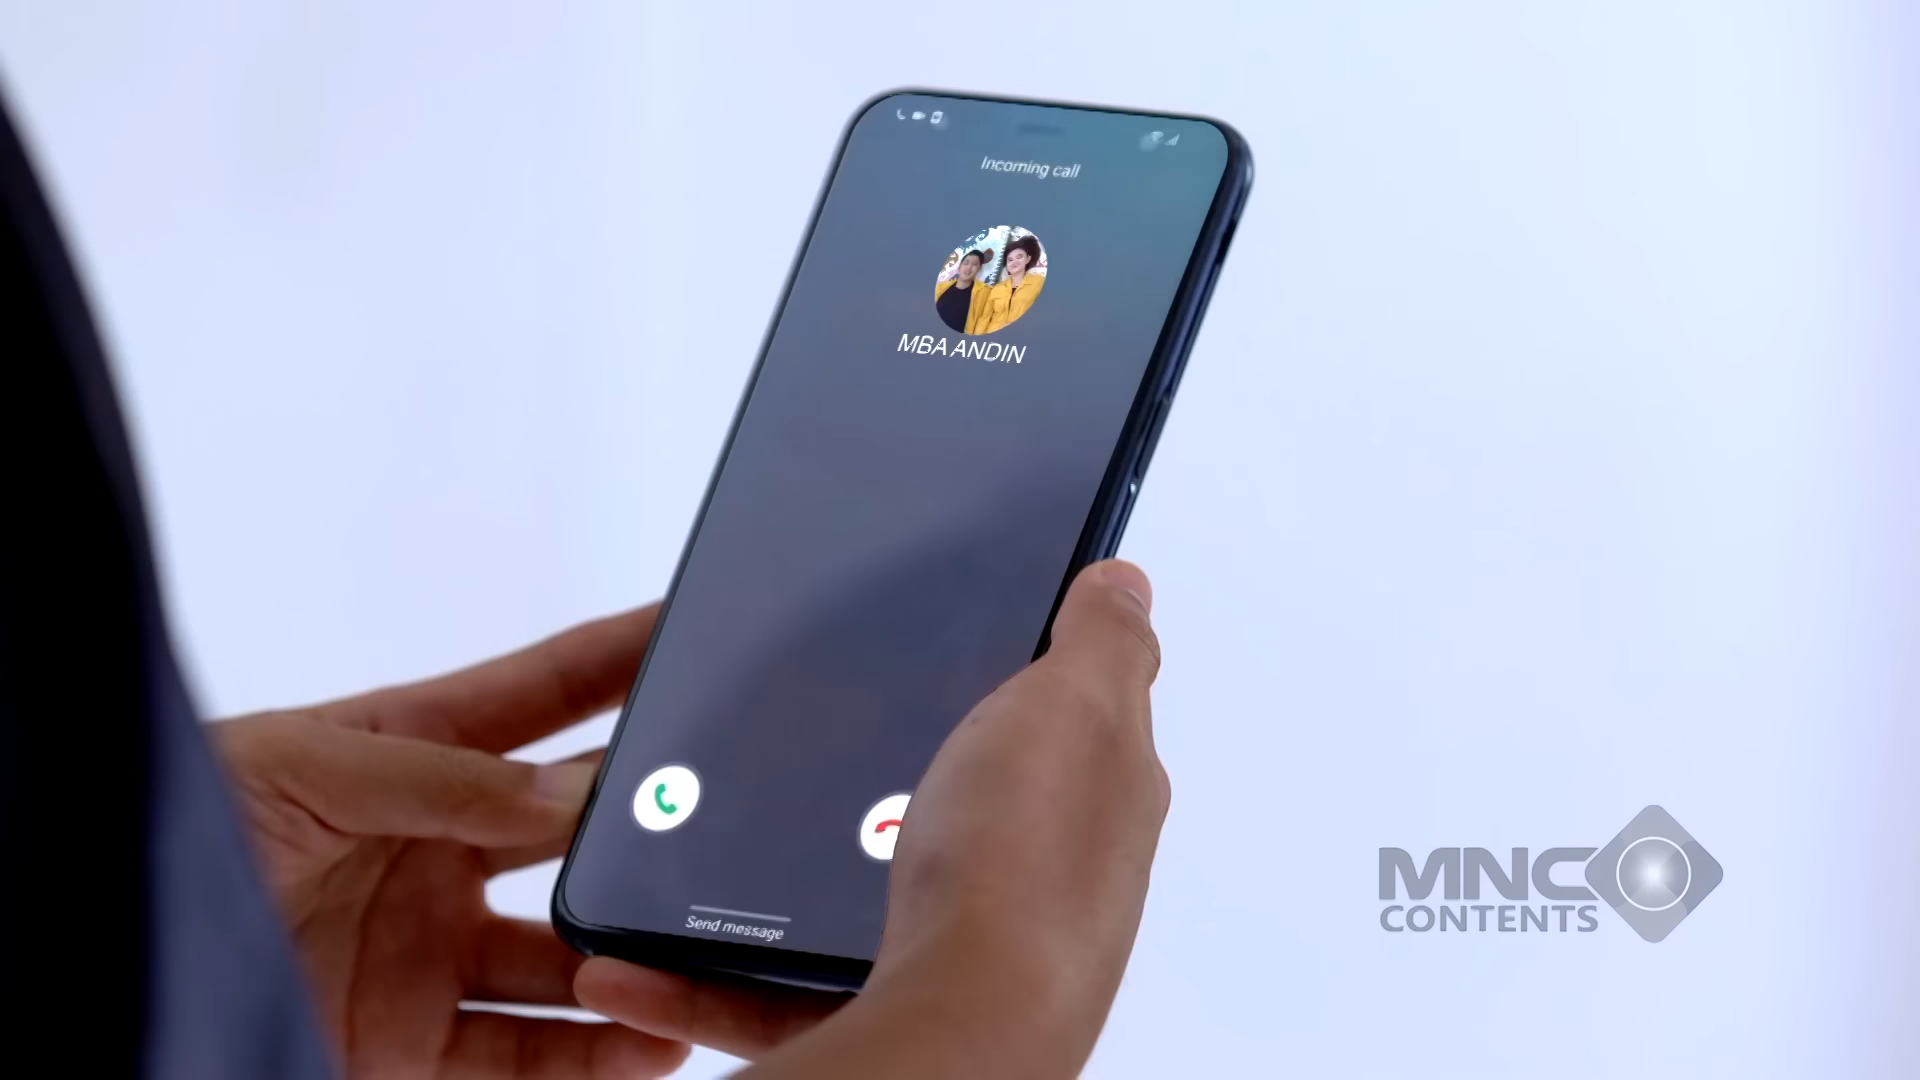 Incoming call
MBA ANDIN
Send message
MNC
CONTENTS